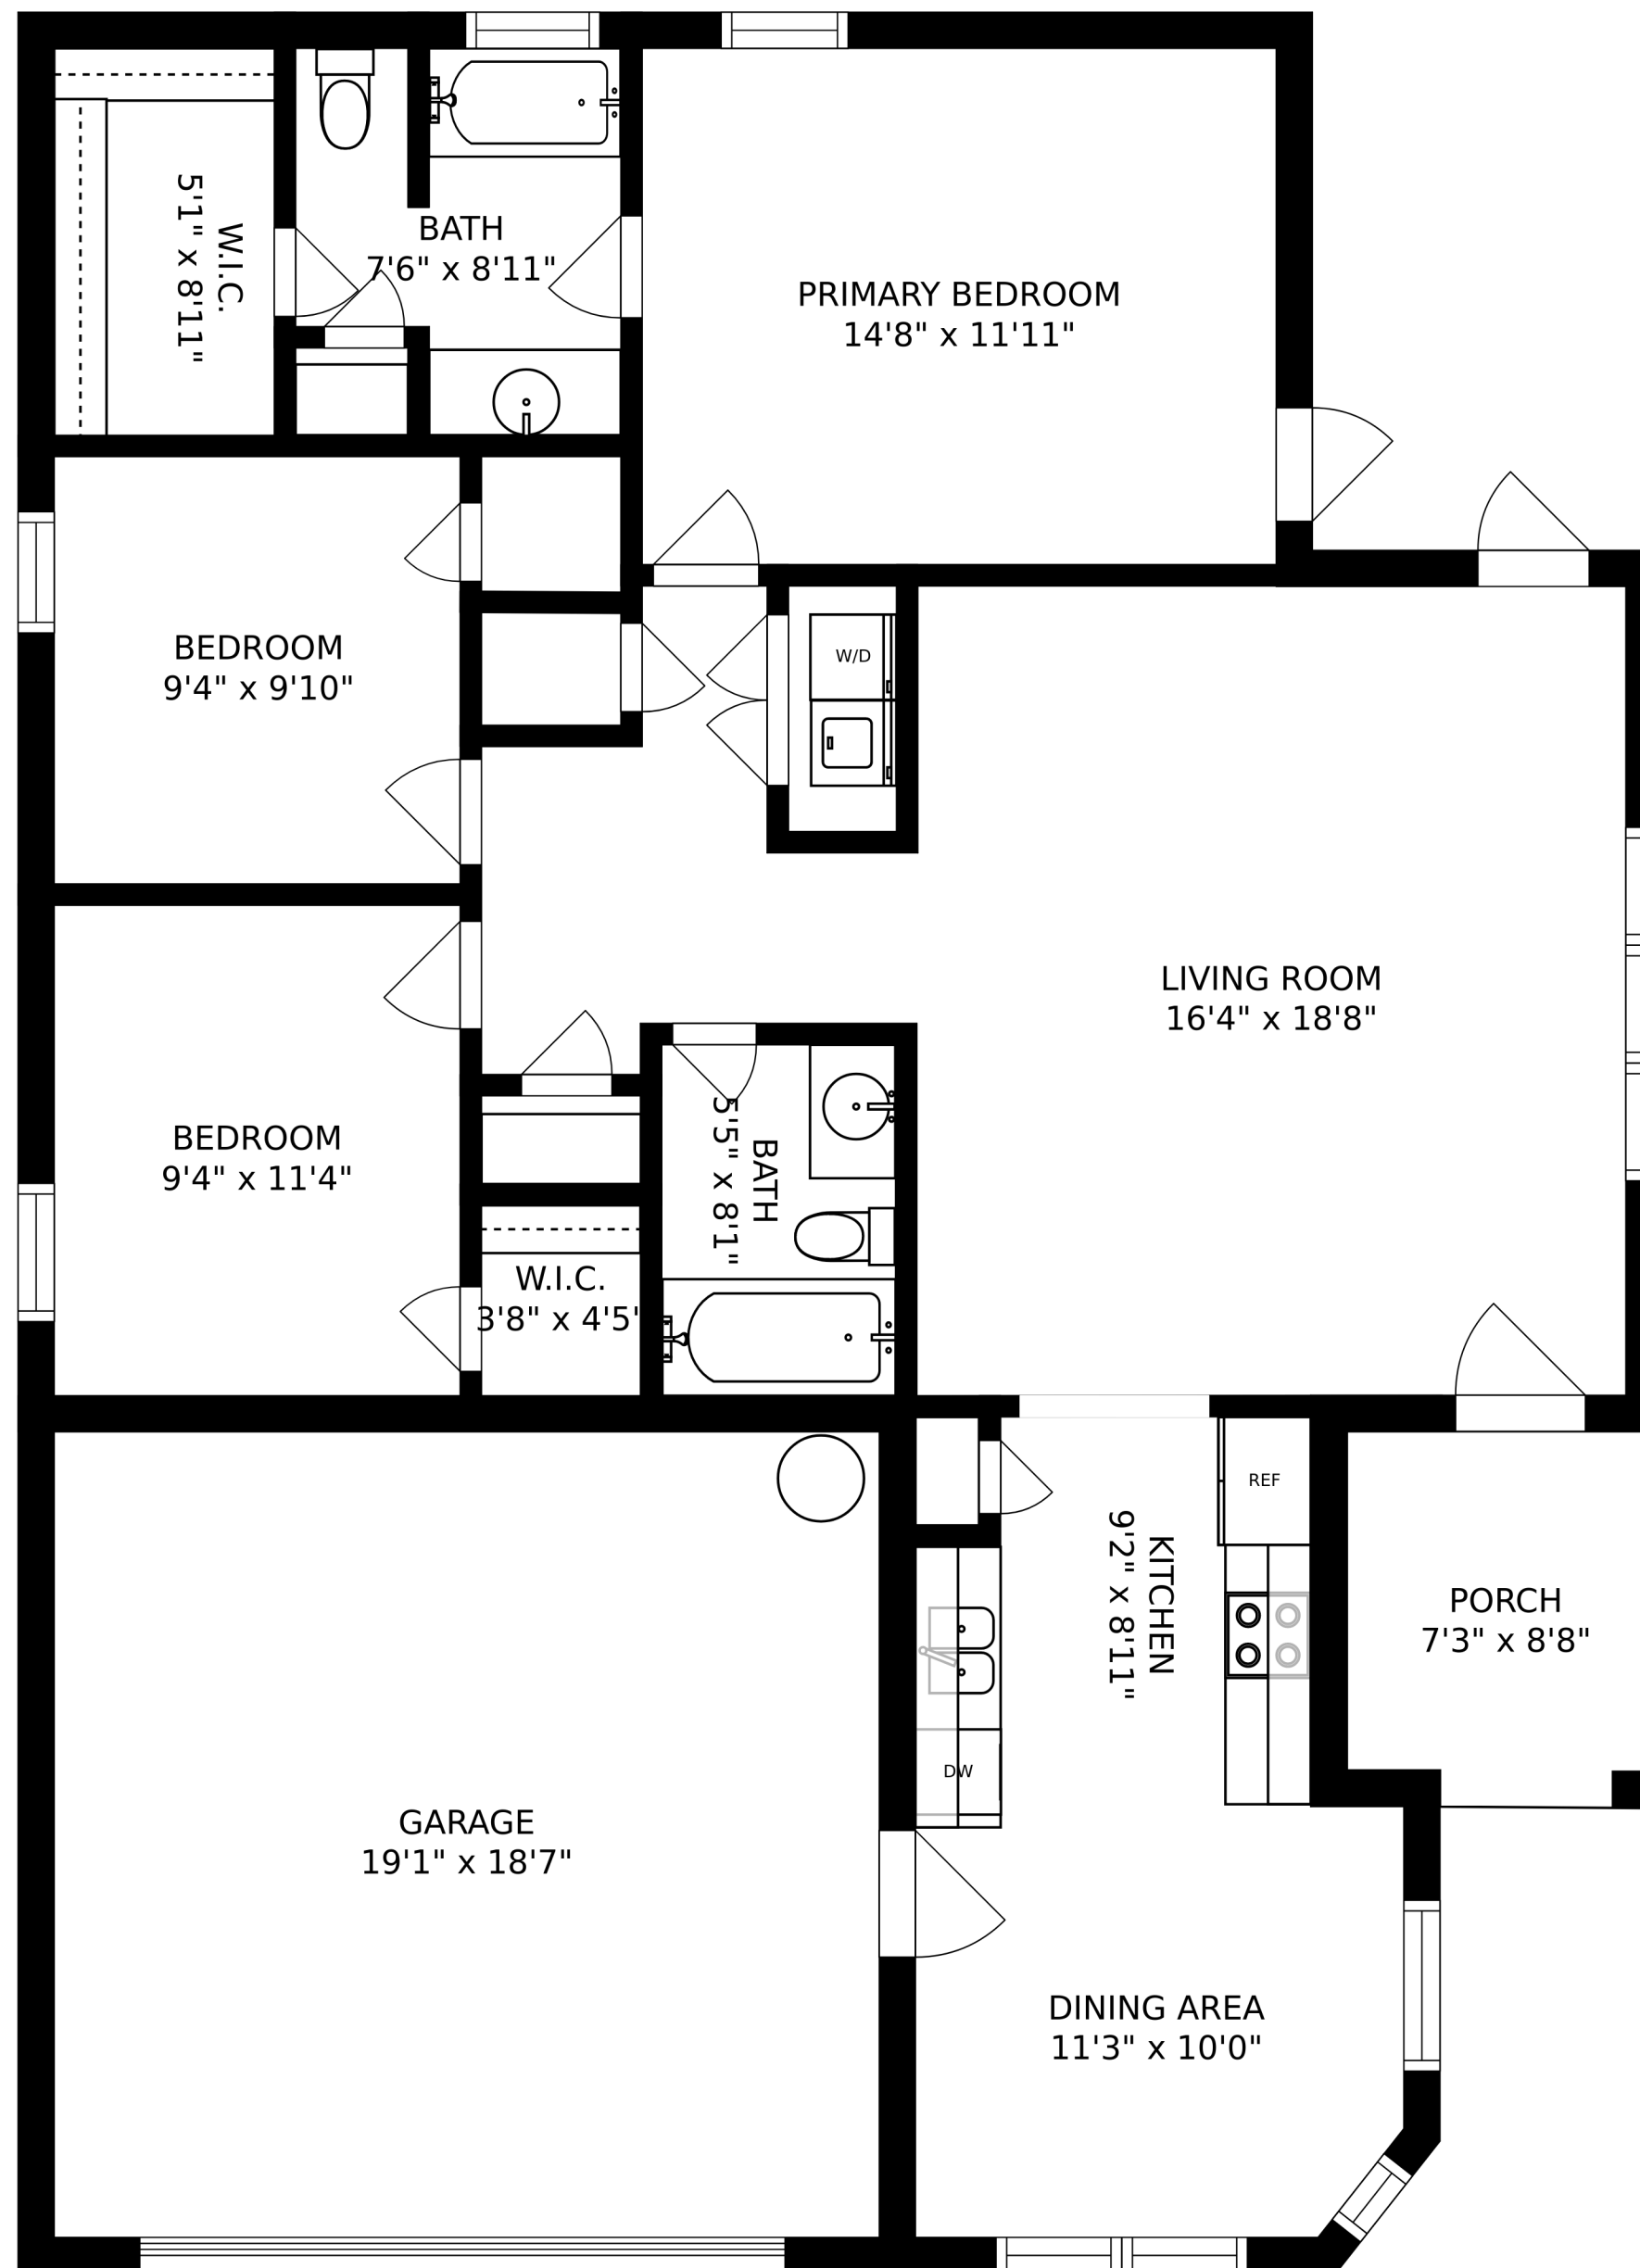 W.I.C.
5'1" x 8'11"
BATH
7'6" x 8'11"
PRIMARY BEDROOM
14'8" x 11'11"
BEDROOM
9'4" x 9'10"
W/D
LIVING ROOM
16'4" x 18'8"
BEDROOM
9'4" x 11'4"
BATH
5'5" x 8'1"
W.I.C.
3'8" x 4'5"
REF
KITCHEN
9'2" x 8'11"
PORCH
7'3" x 8'8"
DW
GARAGE
19'1" x 18'7"
DINING AREA
11'3" x 10'0"